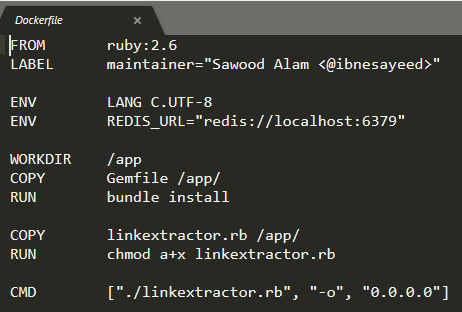 Dockerfile
FROM ruby:2.6
LABEL maintainer="Sawood Alam <@ibnesayeed>"
ENV LANG C.UTF-8
ENV REDIS_URL="redis://localhost:6379"
WORKDIR /app
COPY Gemfile /app/
RUN bundle install
COPY linkextractor.rb /app/
RUN chmod a+x linkextractor.rb
CMD ["./linkextractor.rb", "-o", "0.0.0.0"]